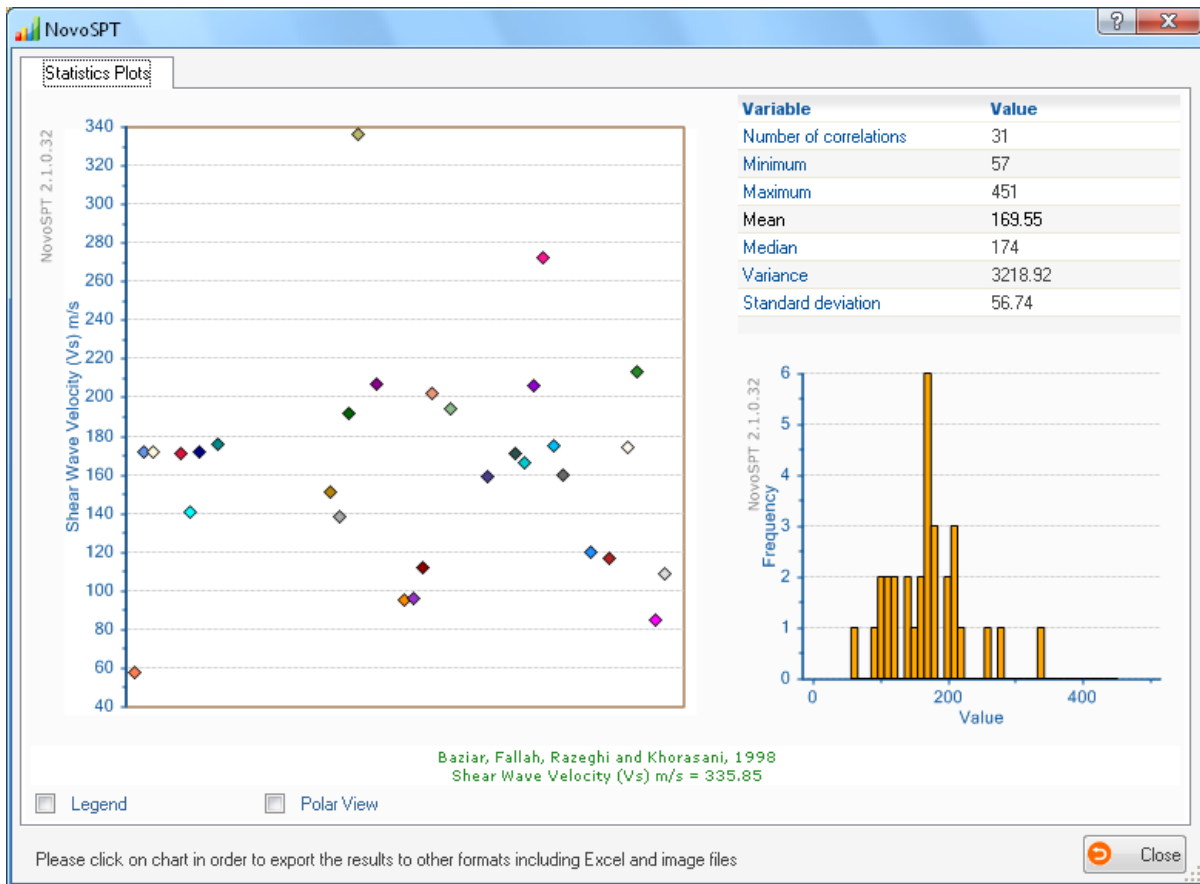 NovoSPT
?
X
Statistics Plots
NovoSPT 2.1.0.32
Shear Wave Velocity (Vs) m/s
340
320
300
280
260
240
220
200
180
160
140
120
100
80
60
40
Variable Value
Number of correlations 31
Minimum 57
Maximum 451
Mean 169.55
Median 174
Variance 3218.92
Standard deviation 56.74
NovoSPT 2.1.0.32
Frequency
6
5
4
3
2
1
0
0 200 400
Value
Baziar, Fallah, Razeghi and Khorasani, 1998
Shear Wave Velocity (Vs) m/s = 335.85
Legend Polar View
Please click on chart in order to export the results to other formats including Excel and image files
Close